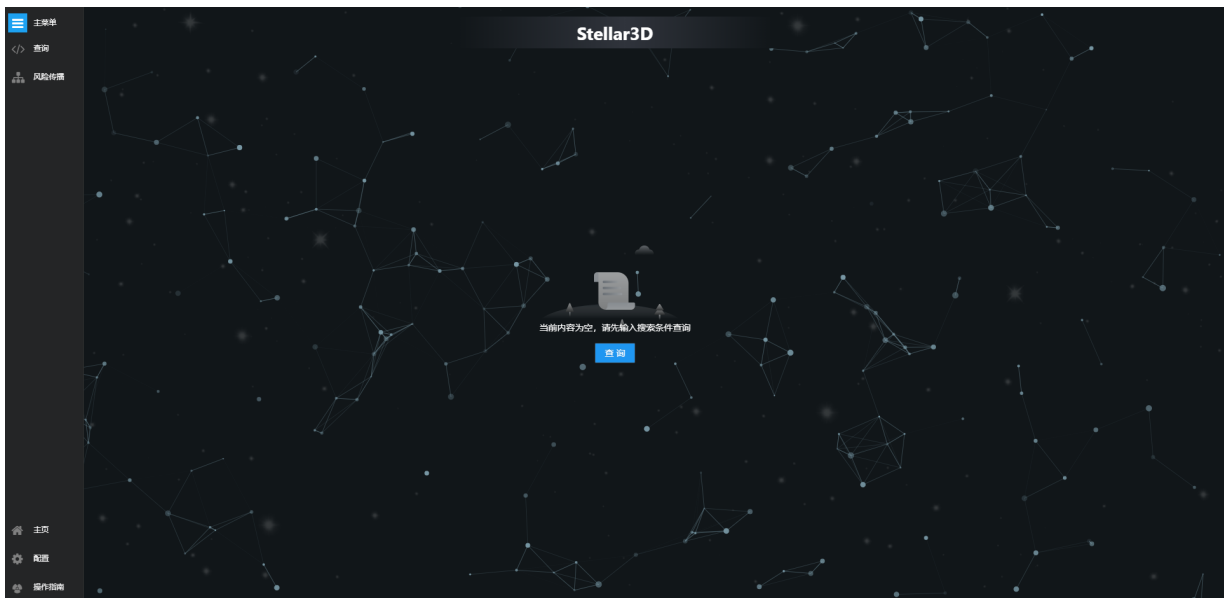 主菜单
Stellar3D
查询
风险传播
当前内容为空，请先输入搜索条件查询
查 询
主页
配置
操作指南